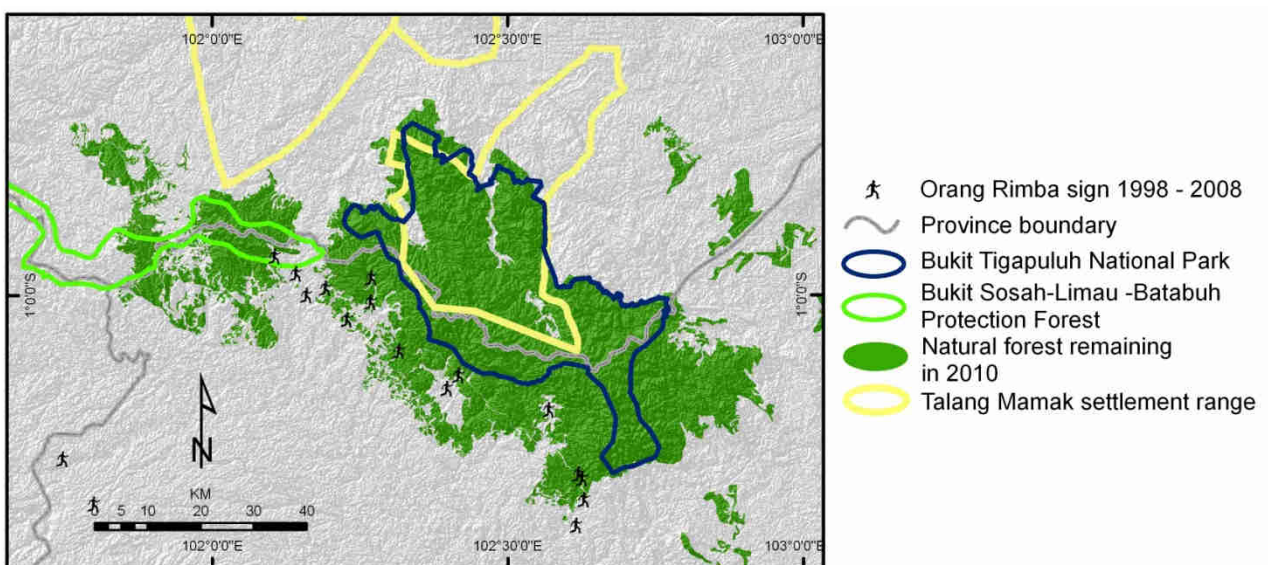 102°0'0"E
102°30'0"E
103°0'0"E
1°0'0"S
1°0'0"S
N
KM
0 5 10 20 30 40
102°0'0"E
102°30'0"E
103°0'0"E
Orang Rimba sign 1998 - 2008
Province boundary
Bukit Tigapuluh National Park
Bukit Sosah-Limau -Batabuh
Protection Forest
Natural forest remaining
in 2010
Talang Mamak settlement range